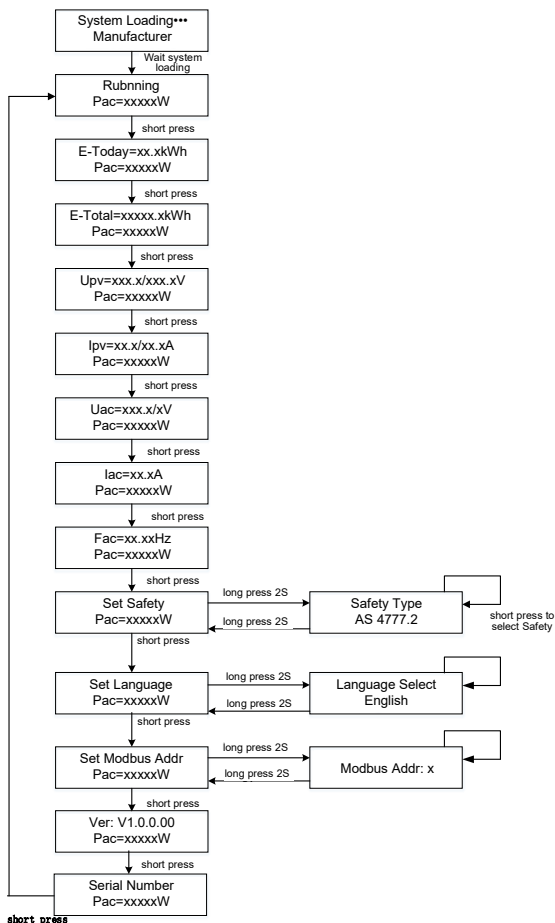 System Loading•••
Manufacturer
Wait system
loading
Rubnning
Pac=xxxxxW
short press
E-Today=xx.xkWh
Pac=xxxxxW
short press
E-Total=xxxxx.xkWh
Pac=xxxxxW
short press
Upv=xxx.x/xxx.xV
Pac=xxxxxW
short press
Ipv=xx.x/xx.xA
Pac=xxxxxW
short press
Uac=xxx.x/xV
Pac=xxxxxW
short press
Iac=xx.xA
Pac=xxxxxW
short press
Fac=xx.xxHz
Pac=xxxxxW
short press
Set Safety
Pac=xxxxxW
long press 2S
long press 2S
Safety Type
AS 4777.2
short press to
select Safety
short press
Set Language
Pac=xxxxxW
long press 2S
long press 2S
Language Select
English
short press
Set Modbus Addr
Pac=xxxxxW
long press 2S
long press 2S
Modbus Addr: x
short press
Ver: V1.0.0.00
Pac=xxxxxW
short press
Serial Number
Pac=xxxxxW
short press